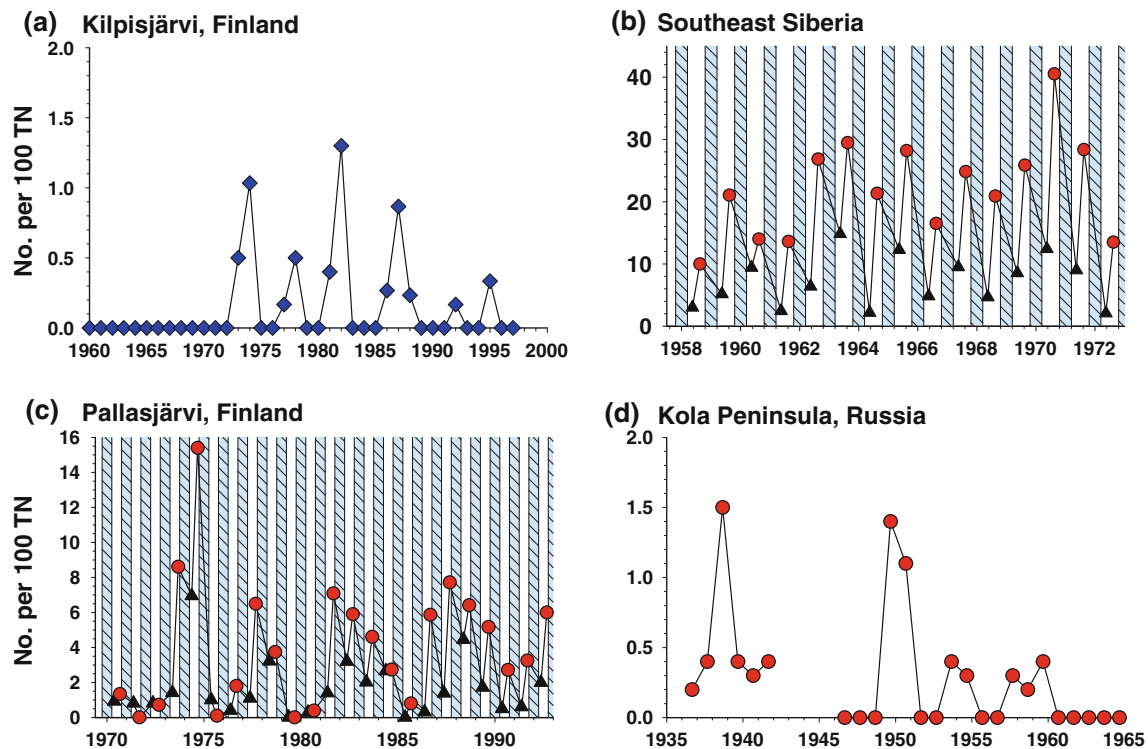 (a) Kilpisjärvi, Finland
2.0
1.5
1.0
0.5
0.0
No. per 100 TN
1960 1965 1970 1975 1980 1985 1990 1995 2000
(b) Southeast Siberia
40
30
20
10
0
1958 1960 1962 1964 1966 1968 1970 1972
(c) Pallasjärvi, Finland
16
14
12
10
8
6
4
2
0
No. per 100 TN
1970 1975 1980 1985 1990
(d) Kola Peninsula, Russia
2.0
1.5
1.0
0.5
0.0
1935 1940 1945 1950 1955 1960 1965